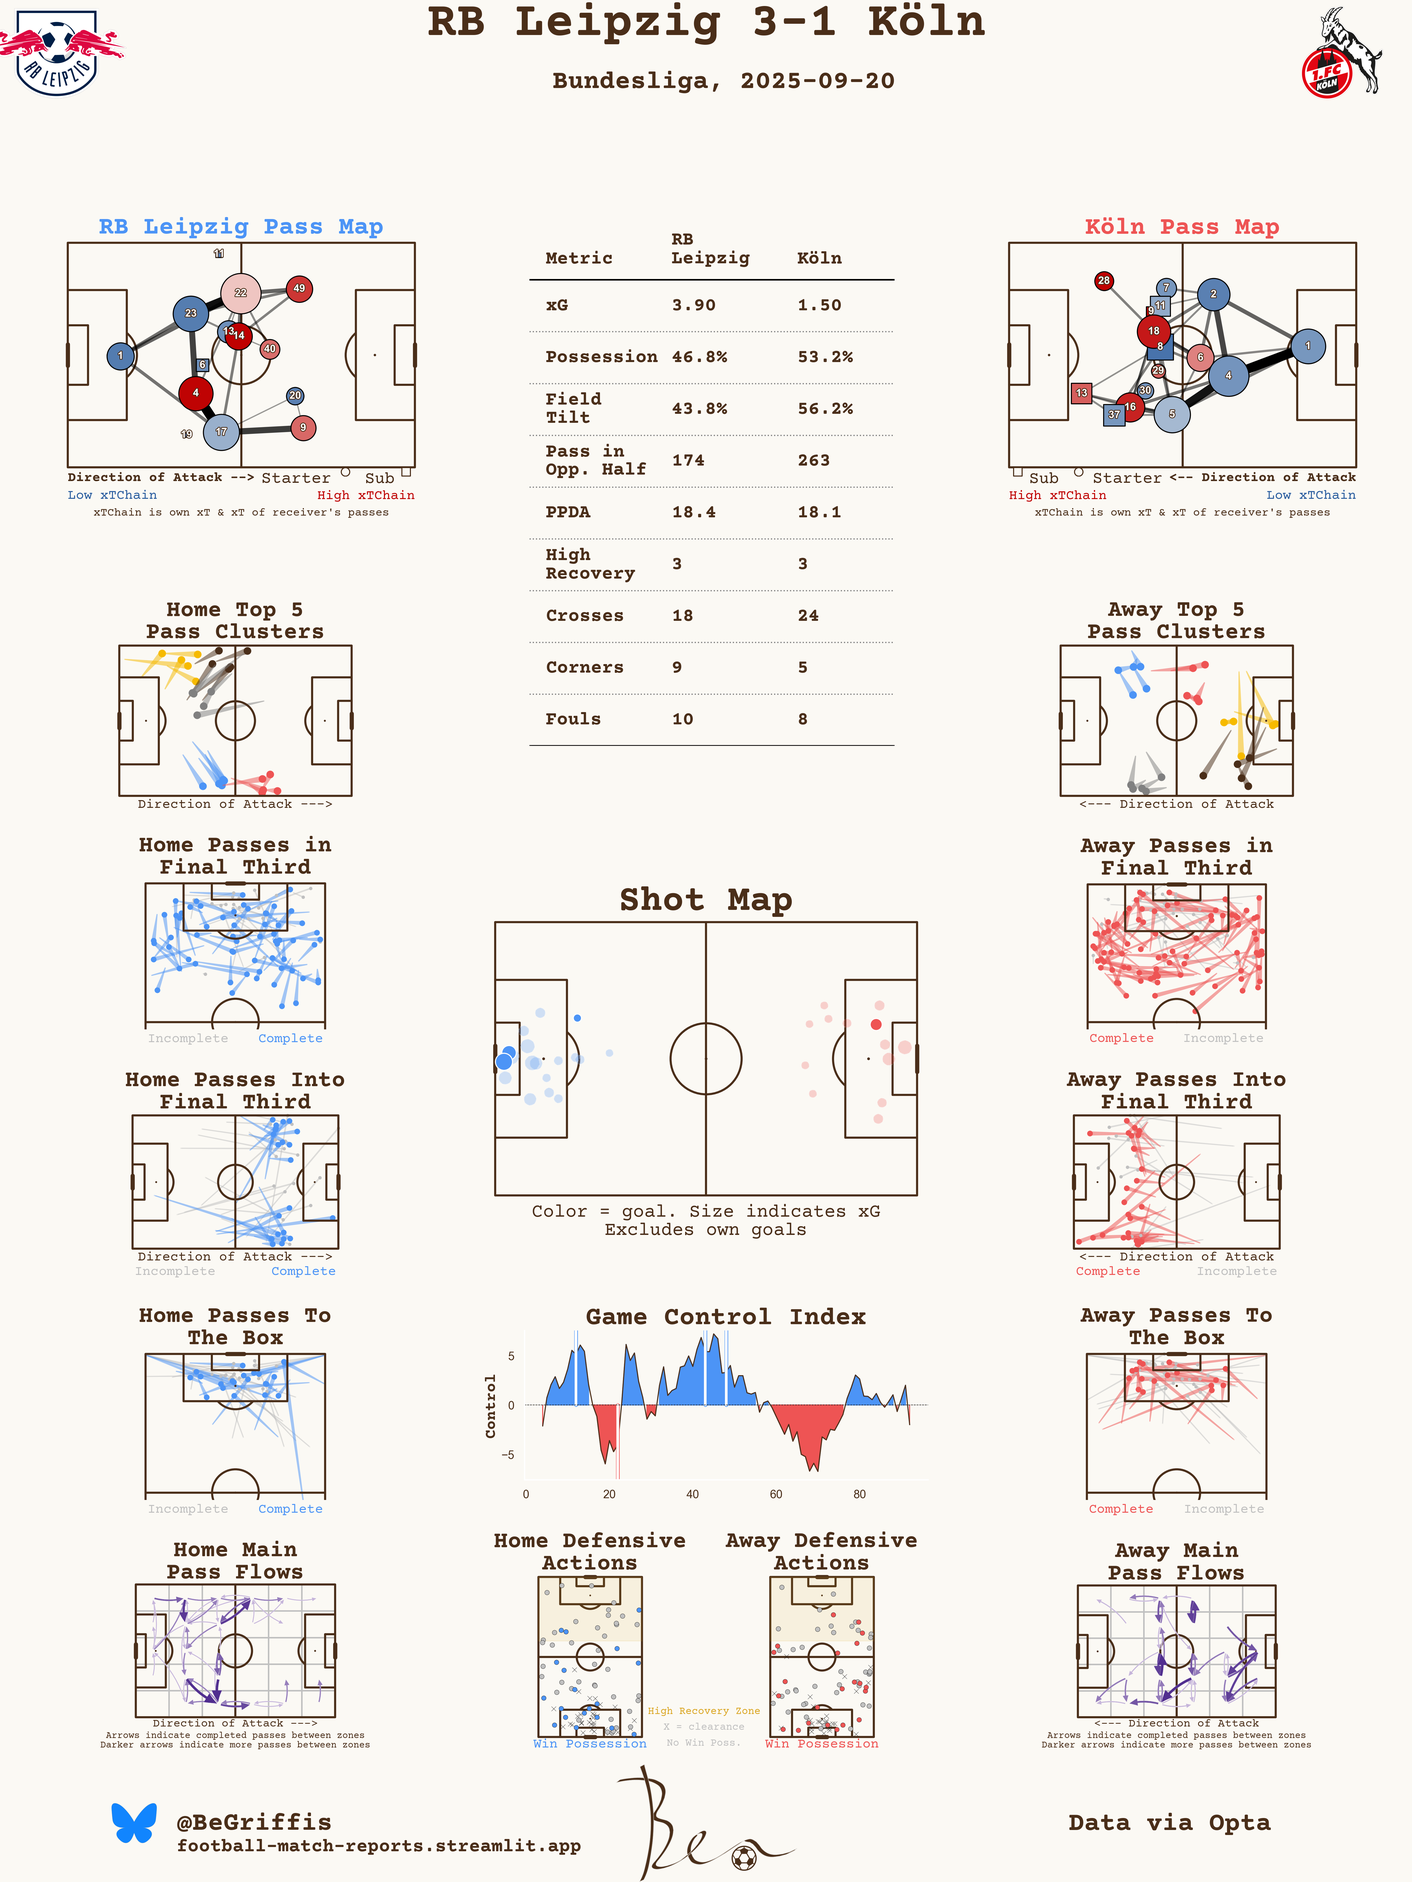 RB Leipzig 3-1 Köln
Bundesliga, 2025-09-20
RB LEIPZIG
1.FC
KÖLN
RB Leipzig Pass Map
22
49
23
13
14
40
1
6
4
20
17
9
19
Direction of Attack --> Starter Sub
Low xTChain High xTChain
xTChain is own xT & xT of receiver's passes
Metric RB Leipzig Köln
xG 3.90 1.50
Possession 46.8% 53.2%
Field Tilt 43.8% 56.2%
Pass in Opp. Half 174 263
PPDA 18.4 18.1
High Recovery 3 3
Crosses 18 24
Corners 9 5
Fouls 10 8
Köln Pass Map
28
7
2
11
9
18
8
6
1
29
4
13
30
16
37
5
Sub Starter <-- Direction of Attack
High xTChain Low xTChain
xTChain is own xT & xT of receiver's passes
Home Top 5
Pass Clusters
Direction of Attack --->
Away Top 5
Pass Clusters
<--- Direction of Attack
Home Passes in
Final Third
Incomplete Complete
Away Passes in
Final Third
Complete Incomplete
Shot Map
Color = goal. Size indicates xG
Excludes own goals
Home Passes Into
Final Third
Direction of Attack --->
Incomplete Complete
Away Passes Into
Final Third
<--- Direction of Attack
Complete Incomplete
Home Passes To
The Box
Incomplete Complete
Game Control Index
Control
5
0
−5
0 20 40 60 80
Away Passes To
The Box
Complete Incomplete
Home Main
Pass Flows
Direction of Attack --->
Arrows indicate completed passes between zones
Darker arrows indicate more passes between zones
Home Defensive
Actions
Win Possession
High Recovery Zone
X = clearance
No Win Poss.
Away Defensive
Actions
Win Possession
Away Main
Pass Flows
<--- Direction of Attack
Arrows indicate completed passes between zones
Darker arrows indicate more passes between zones
@BeGriffis
football-match-reports.streamlit.app
Ben
Data via Opta